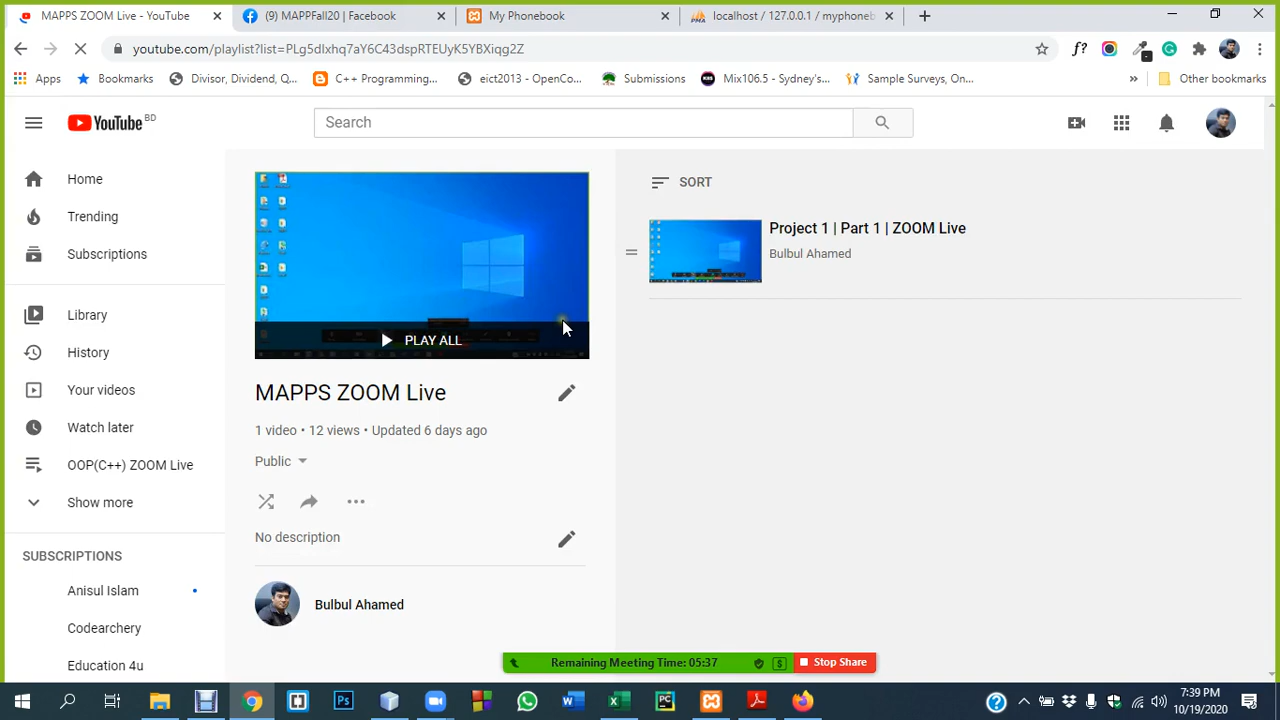 MAPPS ZOOM Live - YouTube
(9) MAPPFall20 | Facebook
My Phonebook
localhost / 127.0.0.1 / myphoneb
youtube.com/playlist?list=PLg5dIxhq7aY6C43dspRTEUyK5YBXiqg2Z
Apps
Bookmarks
Divisor, Dividend, Q...
C++ Programming,...
eict2013 - OpenCo...
Submissions
Mix106.5 - Sydney's...
Sample Surveys, On...
»
Other bookmarks
YouTube BD
Search
Home
Trending
Subscriptions
Library
History
Your videos
Watch later
OOP(C++) ZOOM Live
Show more
SUBSCRIPTIONS
Anisul Islam
Codearchery
Education 4u
PLAY ALL
MAPPS ZOOM Live
1 video • 12 views • Updated 6 days ago
Public
No description
Bulbul Ahamed
SORT
Project 1 | Part 1 | ZOOM Live
Bulbul Ahamed
Remaining Meeting Time: 05:37
Stop Share
7:39 PM
10/19/2020